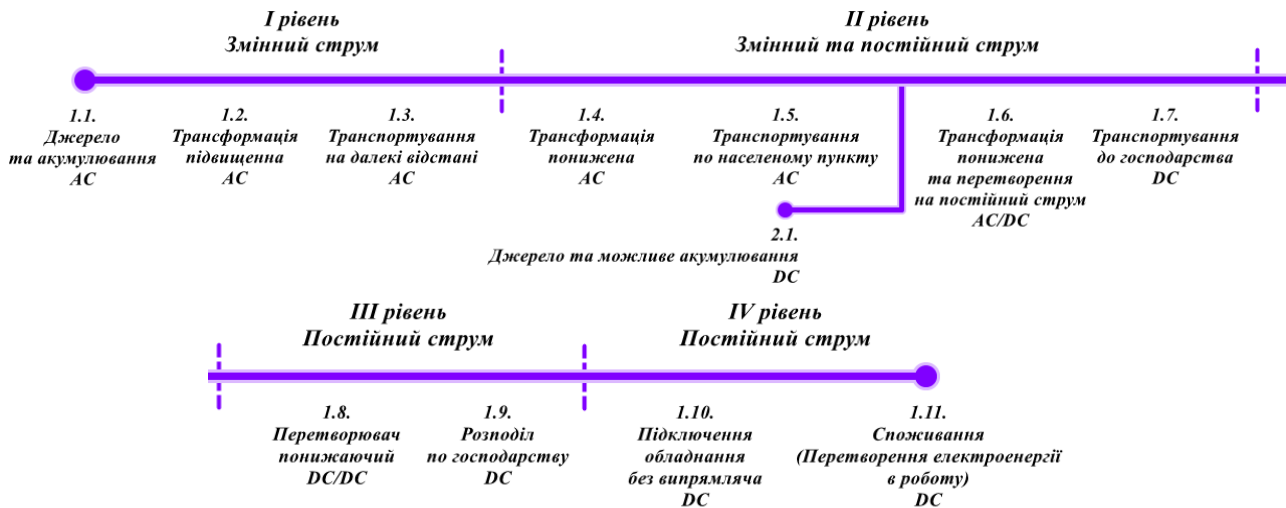 I рівень
Змінний струм
II рівень
Змінний та постійний струм
1.1.
Джерело
та акумулювання
AC
1.2.
Трансформація
підвищенна
AC
1.3.
Транспортування
на далекі відстані
AC
1.4.
Трансформація
понижена
AC
1.5.
Транспортування
по населеному пункту
AC
1.6.
Трансформація
понижена
та перетворення
на постійний струм
AC/DC
1.7.
Транспортування
до господарства
DC
2.1.
Джерело та можливе акумулювання
DC
III рівень
Постійний струм
IV рівень
Постійний струм
1.8.
Перетворювач
понижаючий
DC/DC
1.9.
Розподіл
по господарству
DC
1.10.
Підключення
обладнання
без випрямляча
DC
1.11.
Споживання
(Перетворення електроенергії
в роботу)
DC